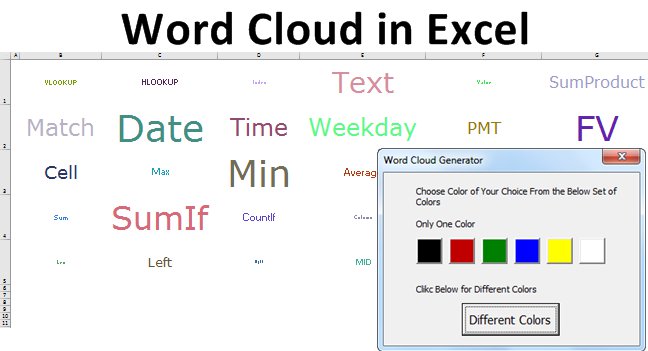 Word Cloud in Excel
B C D E F G
1 VLOOKUP HLOOKUP Index Text Value SumProduct
2 Match Date Time Weekday PMT FV
3 Cell Max Min Averag
4 Sum SumIf CountIf Column
5 Len Left Right MID
6
7
8
9
10
11
Word Cloud Generator
Choose Color of Your Choice From the Below Set of
Colors
Only One Color
Clikc Below for Different Colors
Different Colors